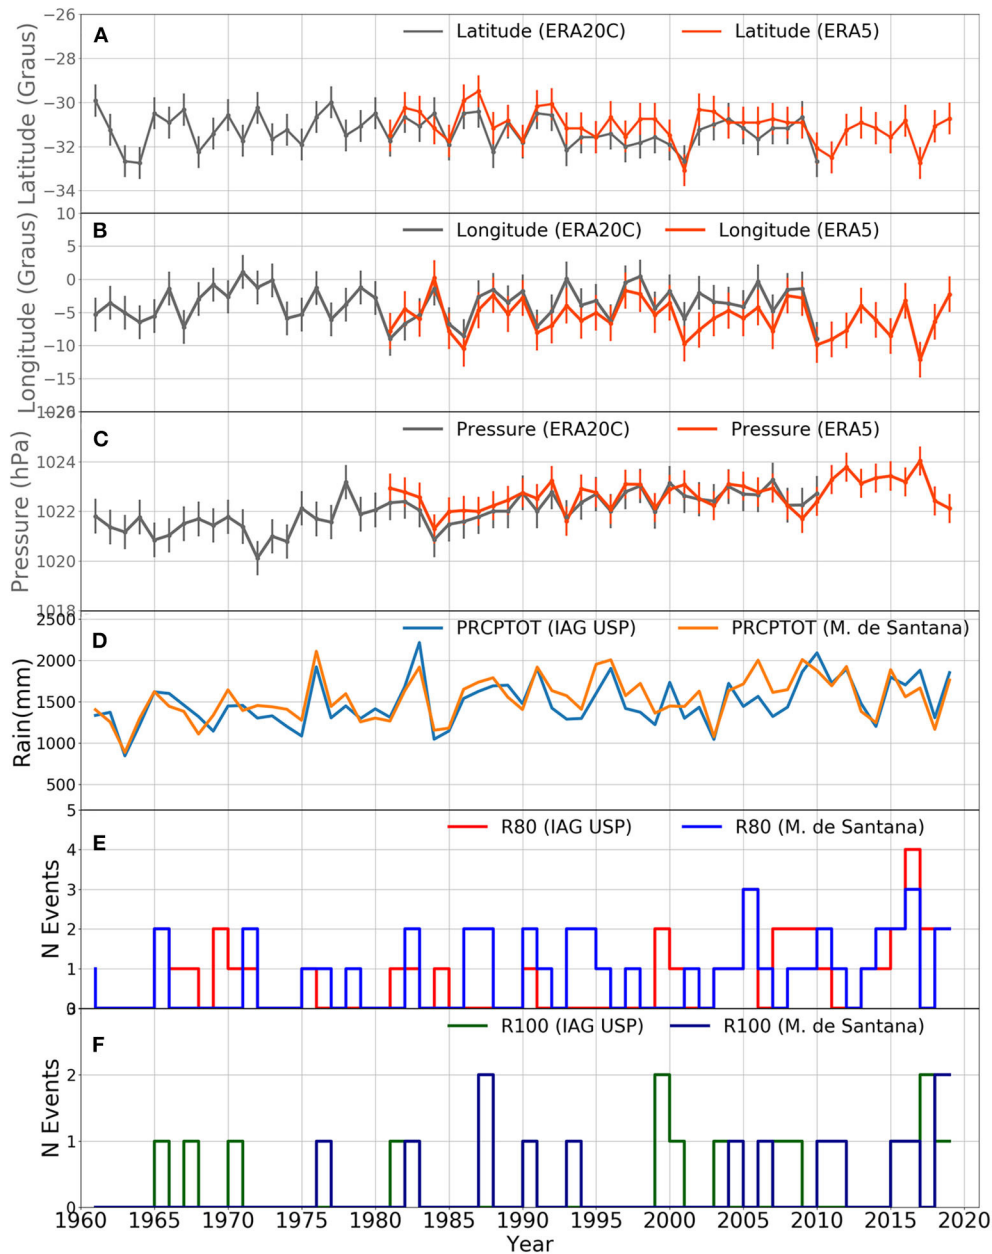 A
Latitude (ERA20C)
Latitude (ERA5)
Latitude (Graus)
−26
−28
−30
−32
−34
B
Longitude (ERA20C)
Longitude (ERA5)
Longitude (Graus)
10
5
0
−5
−10
−15
C
Pressure (ERA20C)
Pressure (ERA5)
Pressure (hPa)
1024
1022
1020
1018
D
PRCPTOT (IAG USP)
PRCPTOT (M. de Santana)
Rain(mm)
2500
2000
1500
1000
500
E
R80 (IAG USP)
R80 (M. de Santana)
N Events
5
4
3
2
1
F
R100 (IAG USP)
R100 (M. de Santana)
N Events
2
1
0
1960 1965 1970 1975 1980 1985 1990 1995 2000 2005 2010 2015 2020
Year